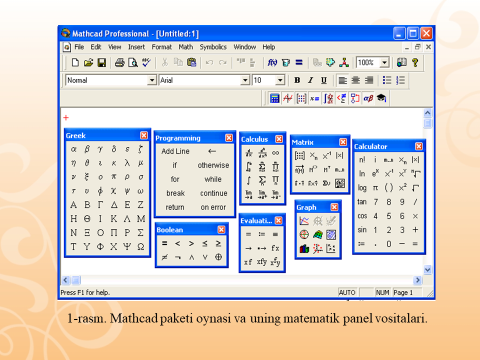 Mathcad Professional - [Untitled:1]
File Edit View Insert Format Math Symbolics Window Help
100%
Normal Arial 10 B I U
Greek
α β γ δ ε ζ
η θ ι κ λ μ
ν ξ ο π ρ σ
τ υ φ χ ψ ω
Α Β Γ Δ Ε Ζ
Η Θ Ι Κ Λ Μ
Ν Ξ Ο Π Ρ Σ
Τ Υ Φ Χ Ψ Ω
Programming
Add Line ←
if otherwise
for while
break continue
return on error
Boolean
= < > ≤ ≥
≠ ¬ ∧ ∨ ⊕
Calculus
Evaluati...
= := ≡
→ ↔ fx
xf xfy xfy
Matrix
Graph
Calculator
n! i m..n ×ₙ |×|
ln eˣ x⁻¹ xʸ ⁿ√
log π ( ) x² √
tan 7 8 9 /
cos 4 5 6 ×
sin 1 2 3 +
:= . 0 − =
Press F1 for help. AUTO NUM Page 1
1-rasm. Mathcad paketi oynasi va uning matematik panel vositalari.